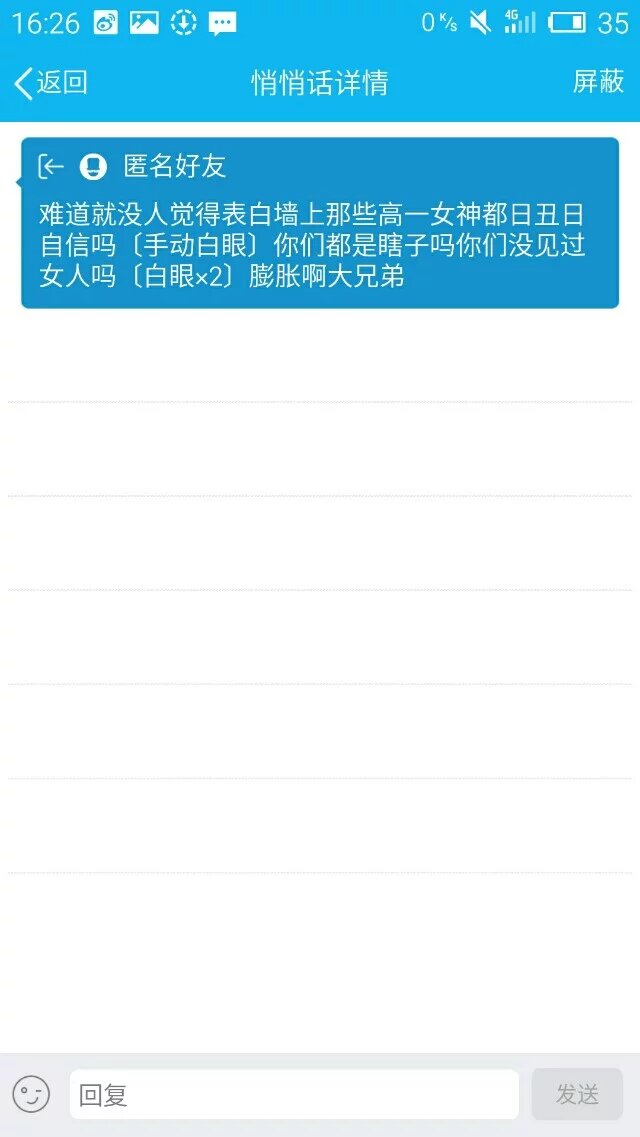 16:26 0 K/s 4G 35
返回 悄悄话详情 屏蔽
匿名好友
难道就没人觉得表白墙上那些高一女神都日丑日
自信吗〔手动白眼〕你们都是瞎子吗你们没见过
女人吗〔白眼×2〕膨胀啊大兄弟
回复 发送